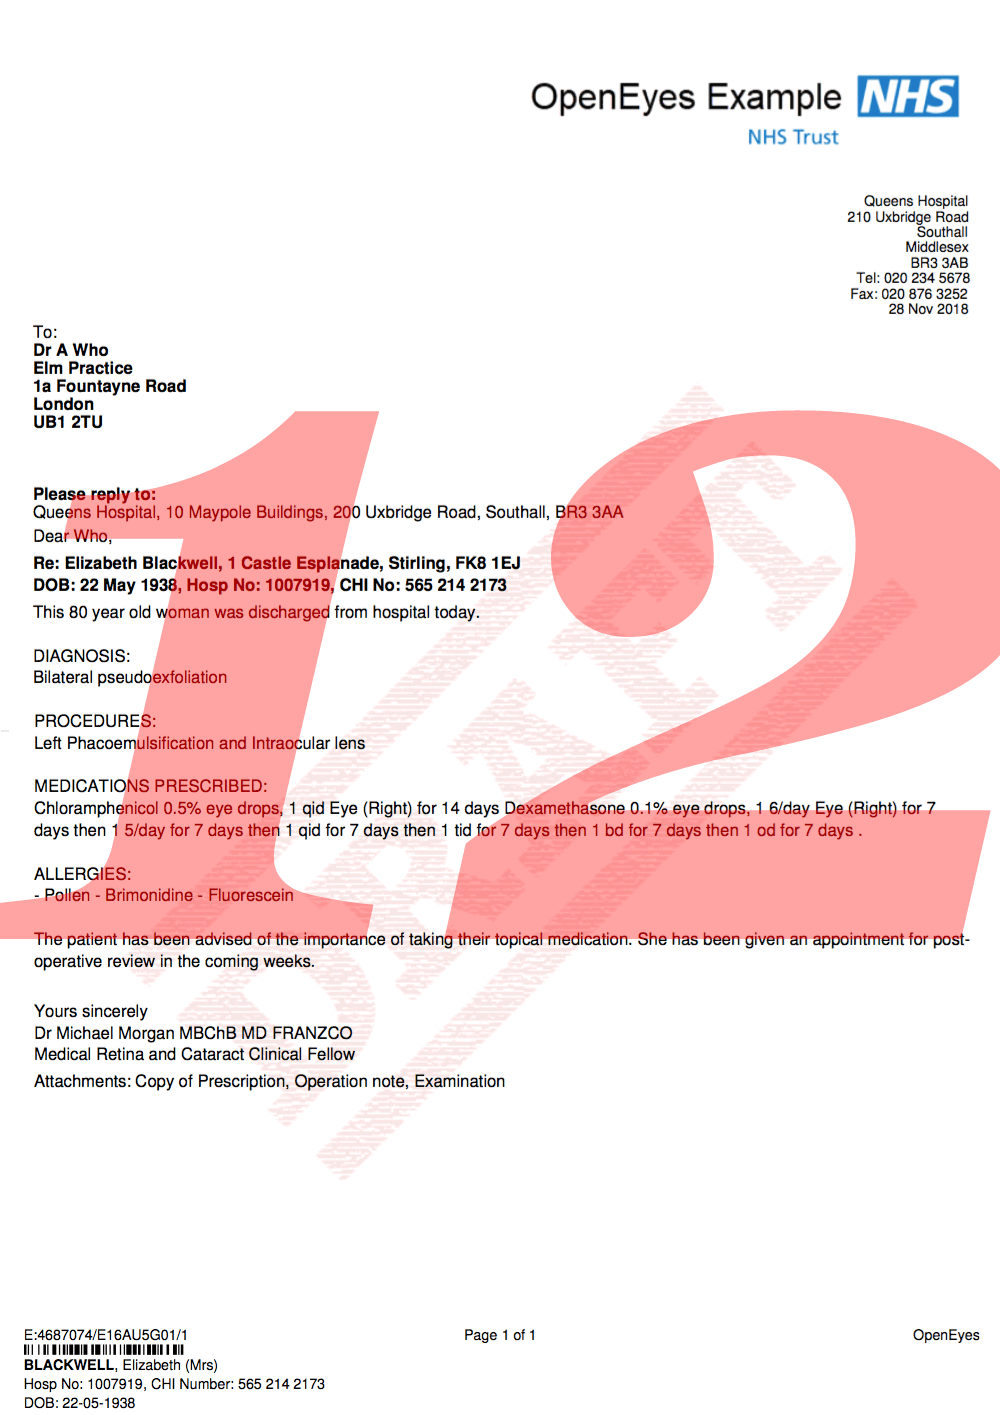 OpenEyes Example NHS
NHS Trust
Queens Hospital
210 Uxbridge Road
Southall
Middlesex
BR3 3AB
Tel: 020 234 5678
Fax: 020 876 3252
28 Nov 2018
To:
Dr A Who
Elm Practice
1a Fountayne Road
London
UB1 2TU
12
DRAFT
Please reply to:
Queens Hospital, 10 Maypole Buildings, 200 Uxbridge Road, Southall, BR3 3AA
Dear Who,
Re: Elizabeth Blackwell, 1 Castle Esplanade, Stirling, FK8 1EJ
DOB: 22 May 1938, Hosp No: 1007919, CHI No: 565 214 2173
This 80 year old woman was discharged from hospital today.
DIAGNOSIS:
Bilateral pseudoexfoliation
PROCEDURES:
Left Phacoemulsification and Intraocular lens
MEDICATIONS PRESCRIBED:
Chloramphenicol 0.5% eye drops, 1 qid Eye (Right) for 14 days Dexamethasone 0.1% eye drops, 1 6/day Eye (Right) for 7
days then 1 5/day for 7 days then 1 qid for 7 days then 1 tid for 7 days then 1 bd for 7 days then 1 od for 7 days .
ALLERGIES:
- Pollen - Brimonidine - Fluorescein
The patient has been advised of the importance of taking their topical medication. She has been given an appointment for post-
operative review in the coming weeks.
Yours sincerely
Dr Michael Morgan MBChB MD FRANZCO
Medical Retina and Cataract Clinical Fellow
Attachments: Copy of Prescription, Operation note, Examination
E:4687074/E16AU5G01/1 Page 1 of 1 OpenEyes
BLACKWELL, Elizabeth (Mrs)
Hosp No: 1007919, CHI Number: 565 214 2173
DOB: 22-05-1938